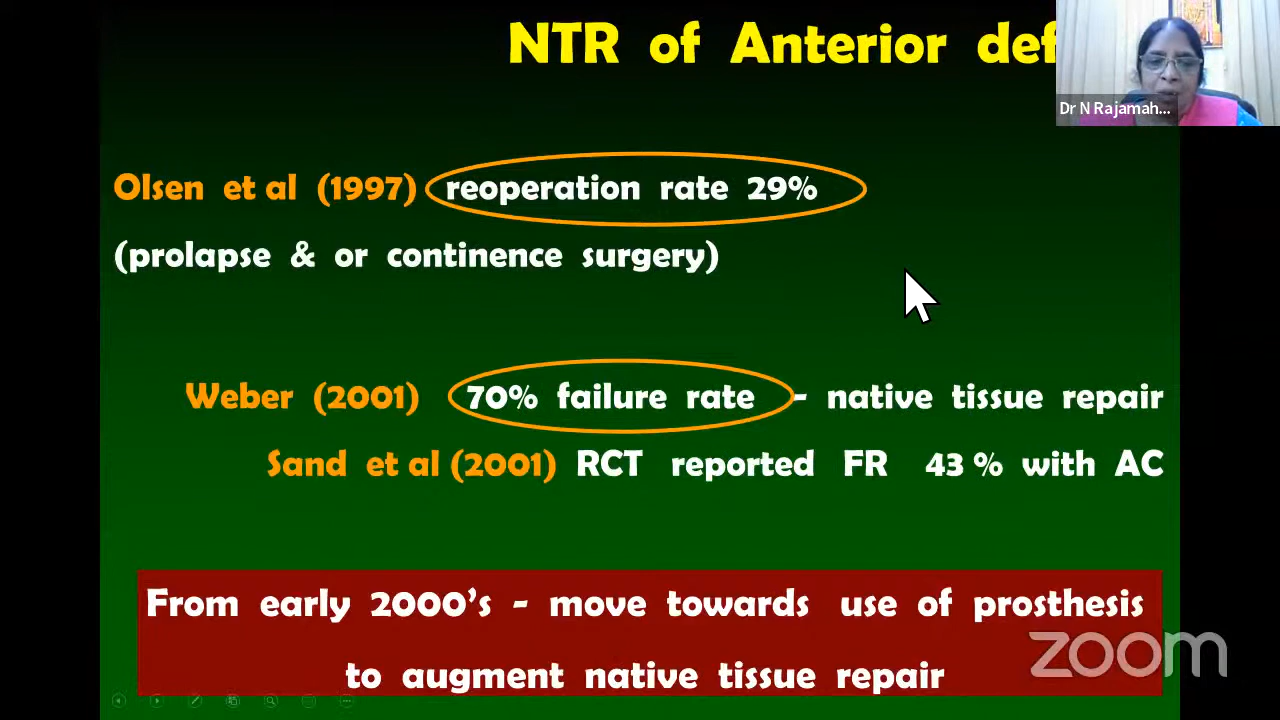 NTR of Anterior def
Dr N Rajamah...
Olsen et al (1997) reoperation rate 29%
(prolapse & or continence surgery)
Weber (2001) 70% failure rate - native tissue repair
Sand et al (2001) RCT reported FR 43 % with AC
From early 2000's - move towards use of prosthesis
to augment native tissue repair
zoom